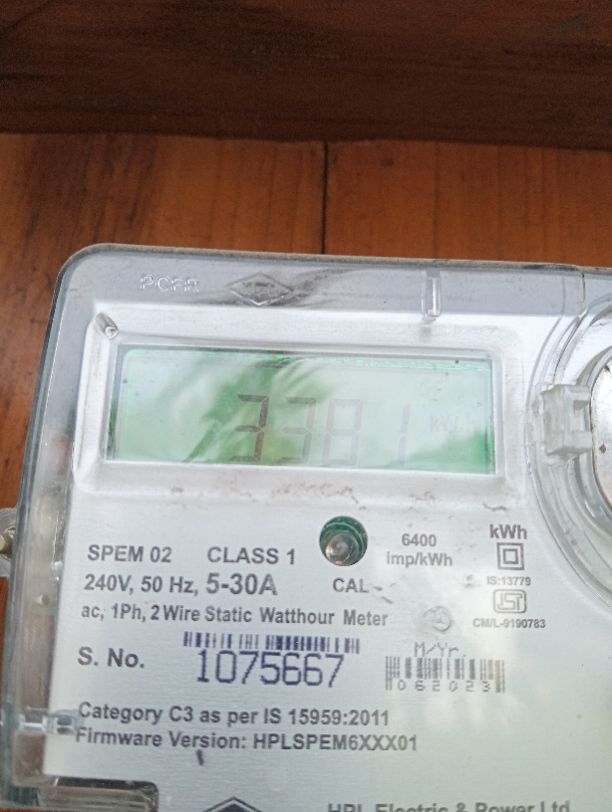 3381 kWh
SPEM 02 CLASS 1
6400
imp/kWh
kWh
240V, 50 Hz, 5-30A
CAL
IS:13779
ac, 1Ph, 2 Wire Static Watthour Meter
ISI
CM/L-9190783
M/Yr.
S. No. 1075667
062023
Category C3 as per IS 15959:2011
Firmware Version: HPLSPEM6XXX01
HPL Electric & Power Ltd